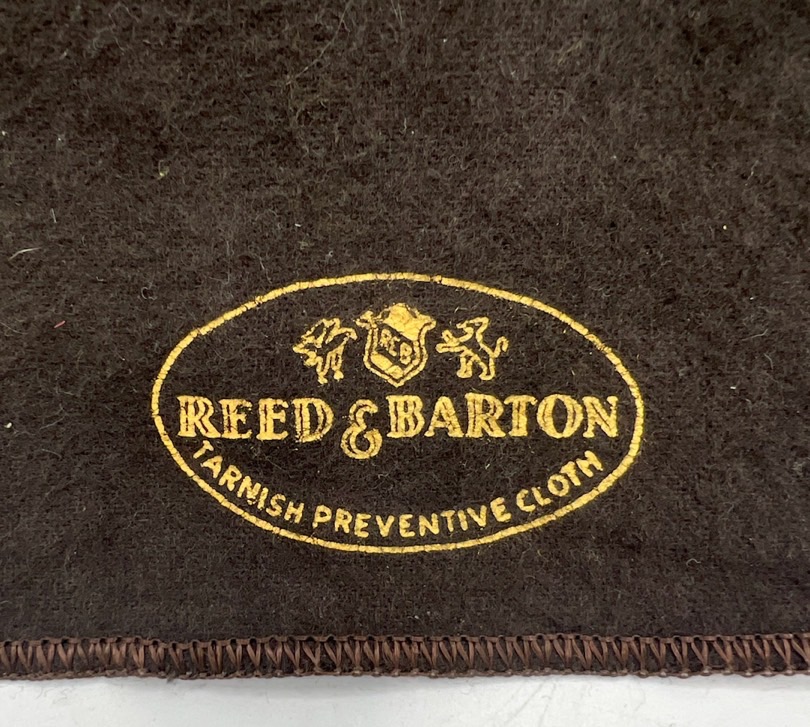 R&B
REED & BARTON
TARNISH PREVENTIVE CLOTH